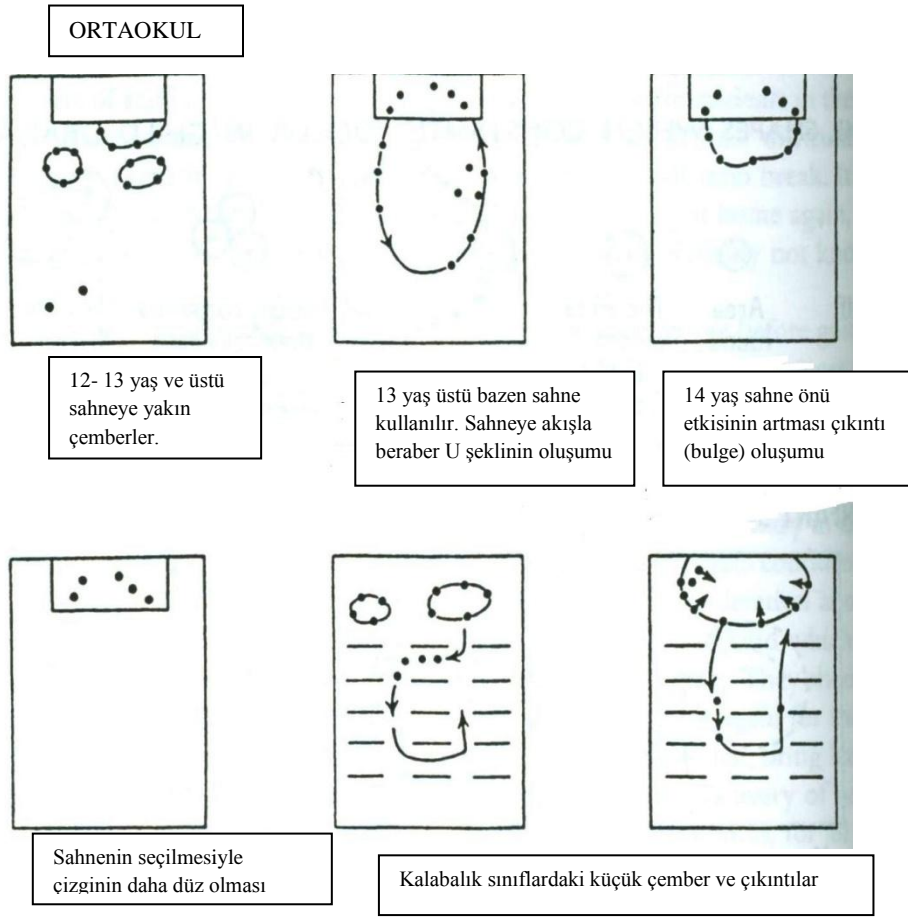 ORTAOKUL
12- 13 yaş ve üstü
sahneye yakın
çemberler.
13 yaş üstü bazen sahne
kullanılır. Sahneye akışla
beraber U şeklinin oluşumu
14 yaş sahne önü
etkisinin artması çıkıntı
(bulge) oluşumu
Sahnenin seçilmesiyle
çizginin daha düz olması
Kalabalık sınıflardaki küçük çember ve çıkıntılar